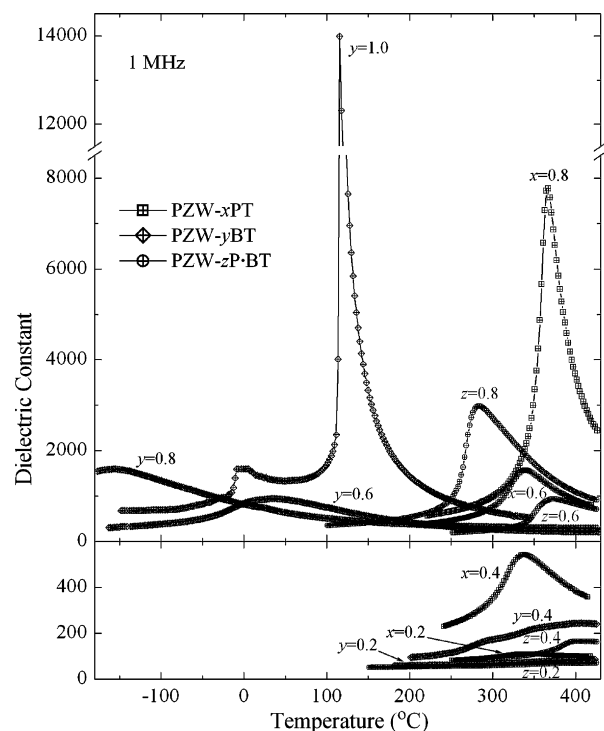 14000
y=1.0
1 MHz
12000
x=0.8
8000
PZW-xPT
PZW-yBT
PZW-zP·BT
6000
4000
Dielectric Constant
z=0.8
2000
y=0.8
y=0.6
x=0.6
z=0.6
0
400
x=0.4
y=0.4
200
x=0.2
z=0.4
y=0.2
z=0.2
0
-100
0
100
200
300
400
Temperature (°C)